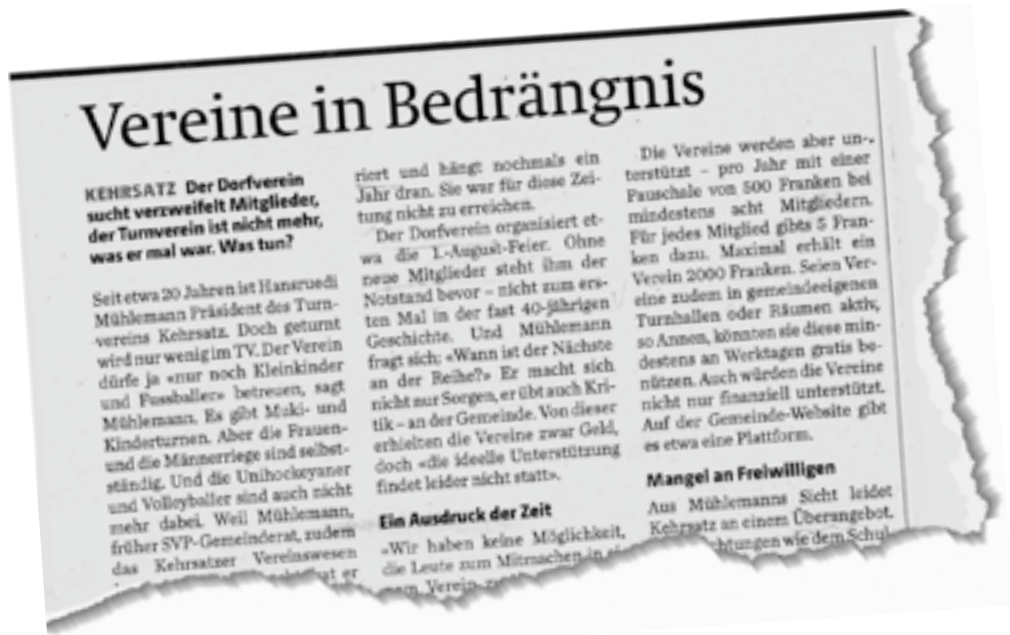 Vereine in Bedrängnis
KEHRSATZ Der Dorfverein
sucht verzweifelt Mitglieder,
der Turnverein ist nicht mehr,
was er mal war. Was tun?
Seit etwa 20 Jahren ist Hansruedi
Mühlemann Präsident des Turn-
vereins Kehrsatz. Doch geturnt
wird nur wenig im TV. Der Verein
dürfe ja «nur noch Kleinkinder
und Fussballer» betreuen, sagt
Mühlemann. Es gibt Muki- und
Kinderturnen. Aber die Frauen-
und die Männerriege sind selbst-
ständig. Und die Unihockeyaner
und Volleyballer sind auch nicht
mehr dabei. Weil Mühlemann,
früher SVP-Gemeinderat, zudem
das Kehrsatzer Vereinswesen
er
riert und hängt nochmals ein
Jahr dran. Sie war für diese Zei-
tung nicht zu erreichen.
Der Dorfverein organisiert et-
wa die 1.-August-Feier. Ohne
neue Mitglieder steht ihm der
Notstand bevor – nicht zum ers-
ten Mal in der fast 40-jährigen
Geschichte. Und Mühlemann
fragt sich: «Wann ist der Nächste
an der Reihe?» Er macht sich
nicht nur Sorgen, er übt auch Kri-
tik – an der Gemeinde. Von dieser
erhielten die Vereine zwar Geld,
doch «die ideelle Unterstützung
findet leider nicht statt».
Ein Ausdruck der Zeit
«Wir haben keine Möglichkeit,
die Leute zum Mitmachen in
Verein
Die Vereine werden aber un-
terstützt – pro Jahr mit einer
Pauschale von 500 Franken bei
mindestens acht Mitgliedern.
Für jedes Mitglied gibts 5 Fran-
ken dazu. Maximal erhält ein
Verein 2000 Franken. Seien Ver-
eine zudem in gemeindeeigenen
Turnhallen oder Räumen aktiv,
so Annen, könnten sie diese min-
destens an Werktagen gratis be-
nützen. Auch würden die Vereine
nicht nur finanziell unterstützt.
Auf der Gemeinde-Website gibt
es etwa eine Plattform.
Mangel an Freiwilligen
Aus Mühlemanns Sicht leidet
Kehrsatz an einem Überangebot.
wie dem Schul-